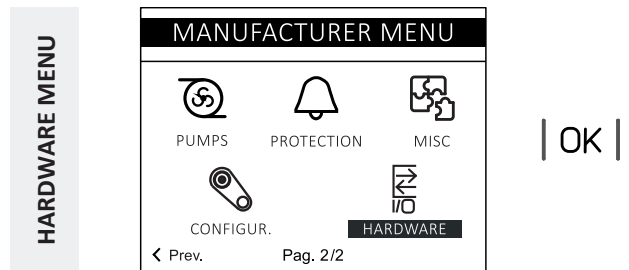 HARDWARE MENU
MANUFACTURER MENU
PUMPS PROTECTION MISC
I/O
CONFIGUR. HARDWARE
Prev. Pag. 2/2
OK